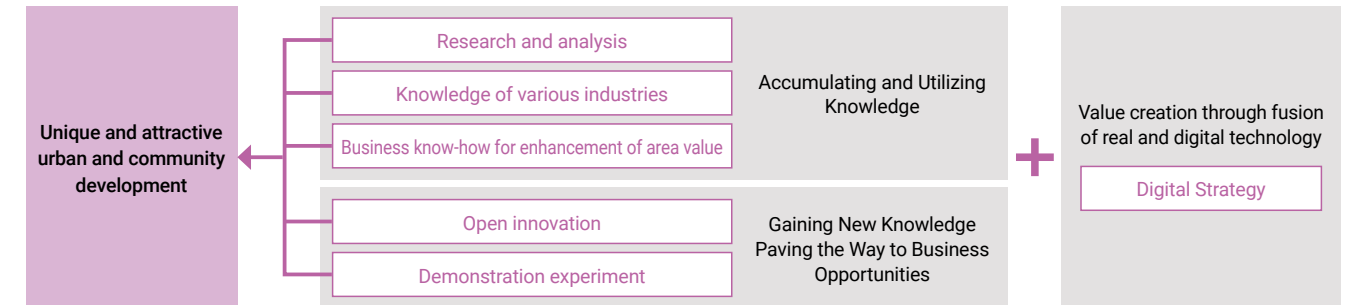 Unique and attractive
urban and community
development
Research and analysis
Knowledge of various industries
Business know-how for enhancement of area value
Accumulating and Utilizing
Knowledge
Open innovation
Demonstration experiment
Gaining New Knowledge
Paving the Way to Business
Opportunities
+
Value creation through fusion
of real and digital technology
Digital Strategy